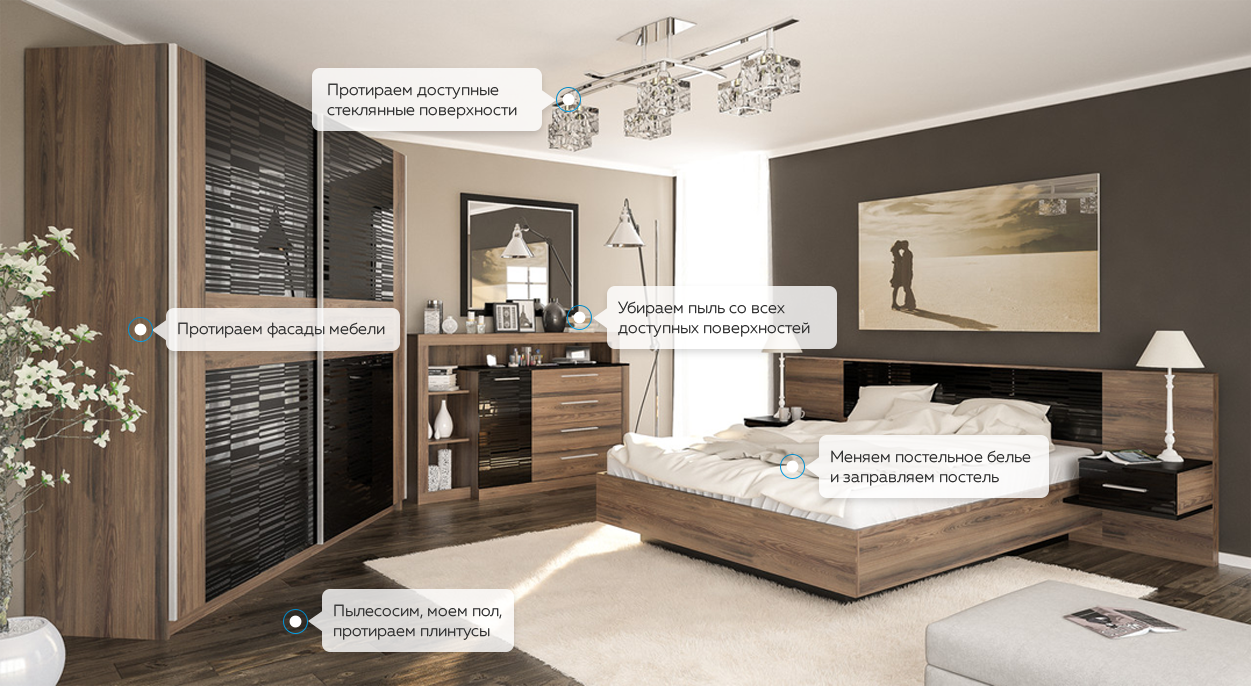 Протираем доступные
стеклянные поверхности
Убираем пыль со всех
доступных поверхностей
Протираем фасады мебели
Меняем постельное белье
и заправляем постель
Пылесосим, моем пол,
протираем плинтусы